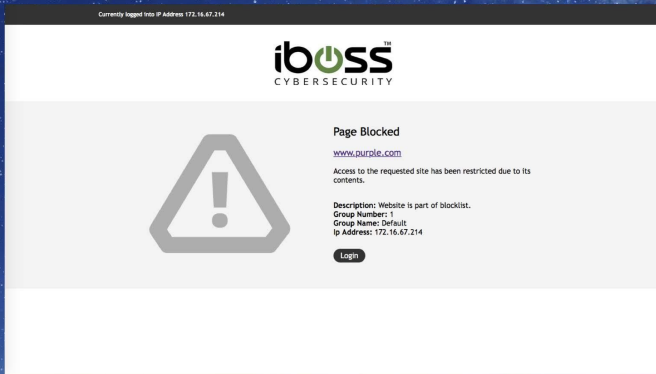 Currently logged into IP Address 172.16.67.214
iboss™
CYBERSECURITY
Page Blocked
www.purple.com
Access to the requested site has been restricted due to its
contents.
Description: Website is part of blocklist.
Group Number: 1
Group Name: Default
Ip Address: 172.16.67.214
Login